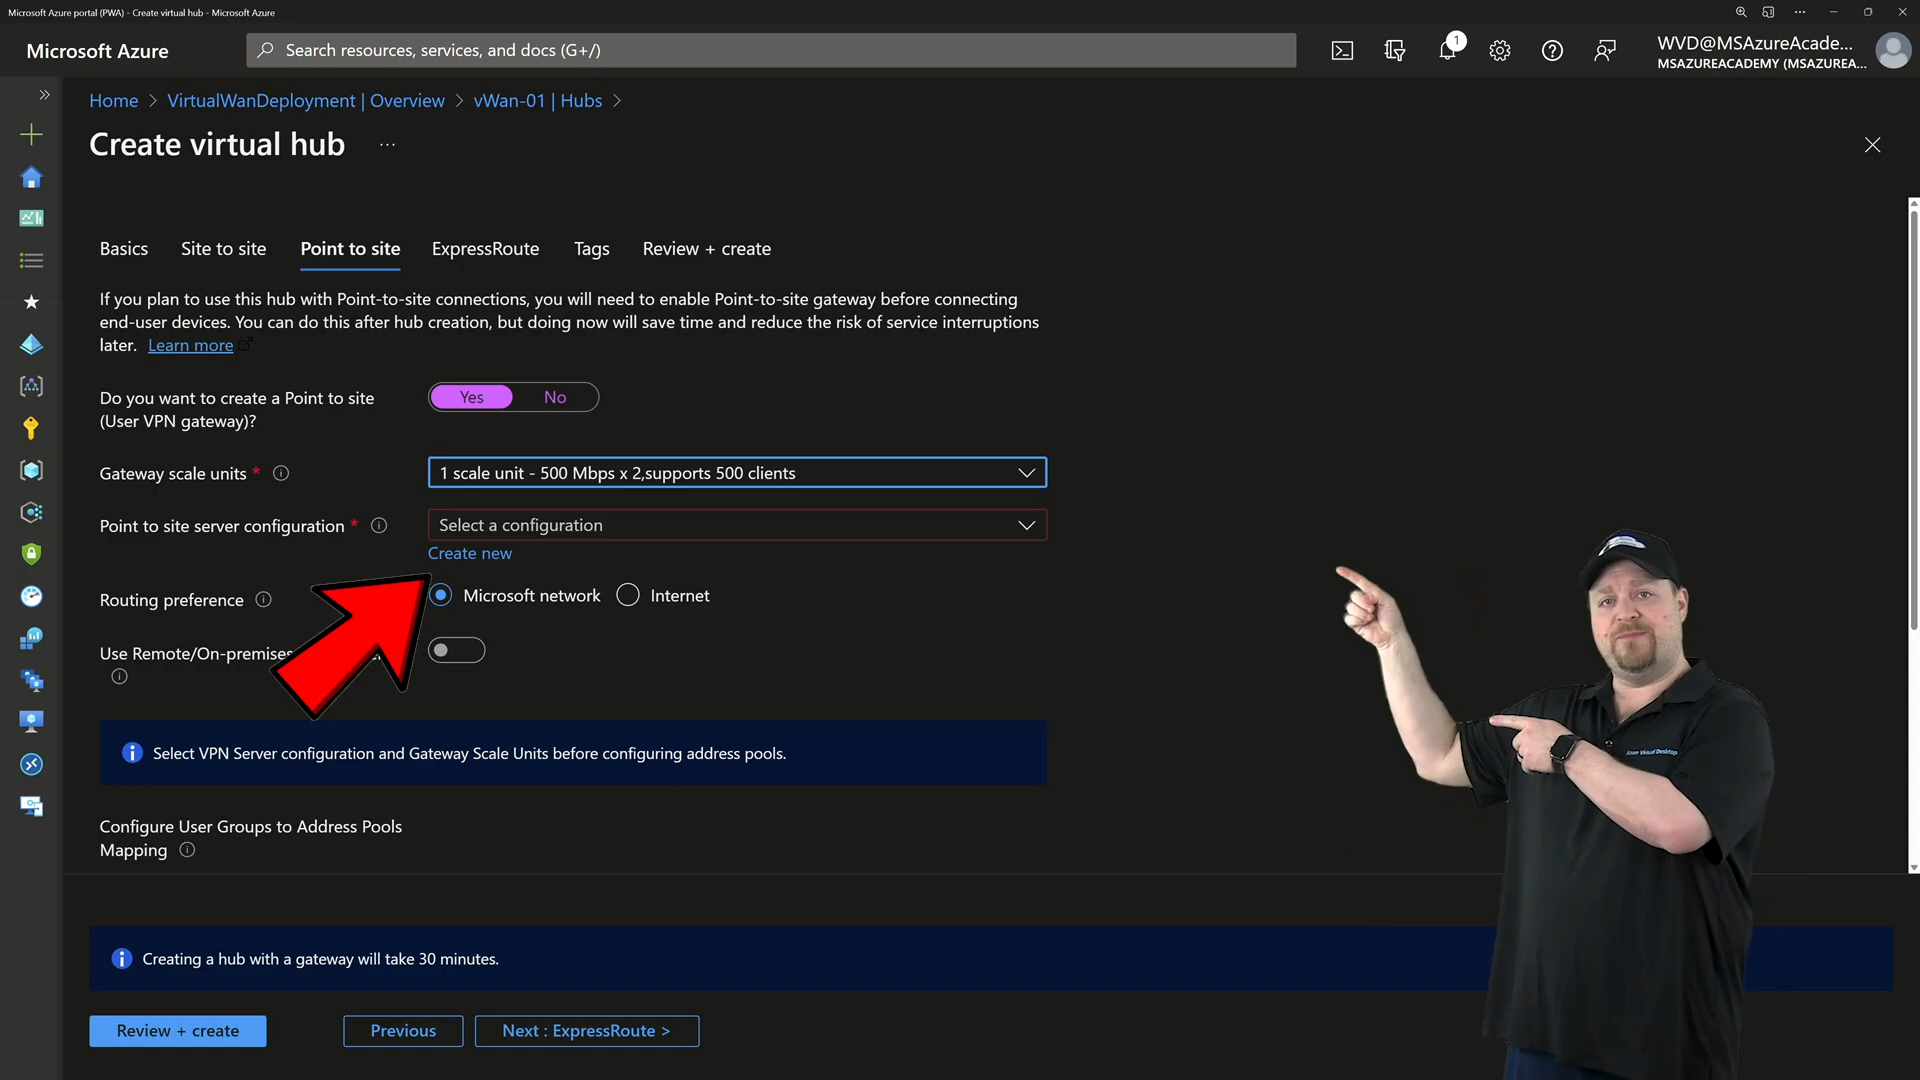 Microsoft Azure portal (PWA) - Create virtual hub - Microsoft Azure
Microsoft Azure
Search resources, services, and docs (G+/)
1
WVD@MSAzureAcade...
MSAZUREACADEMY (MSAZUREA...
Home > VirtualWanDeployment | Overview > vWan-01 | Hubs >
Create virtual hub ...
Basics Site to site Point to site ExpressRoute Tags Review + create
If you plan to use this hub with Point-to-site connections, you will need to enable Point-to-site gateway before connecting
end-user devices. You can do this after hub creation, but doing now will save time and reduce the risk of service interruptions
later. Learn more
Do you want to create a Point to site
(User VPN gateway)?
Yes No
Gateway scale units *
1 scale unit - 500 Mbps x 2,supports 500 clients
Point to site server configuration *
Select a configuration
Create new
Routing preference
Microsoft network Internet
Use Remote/On-premises
Select VPN Server configuration and Gateway Scale Units before configuring address pools.
Configure User Groups to Address Pools
Mapping
Azure Virtual Desktop
Creating a hub with a gateway will take 30 minutes.
Review + create Previous Next : ExpressRoute >